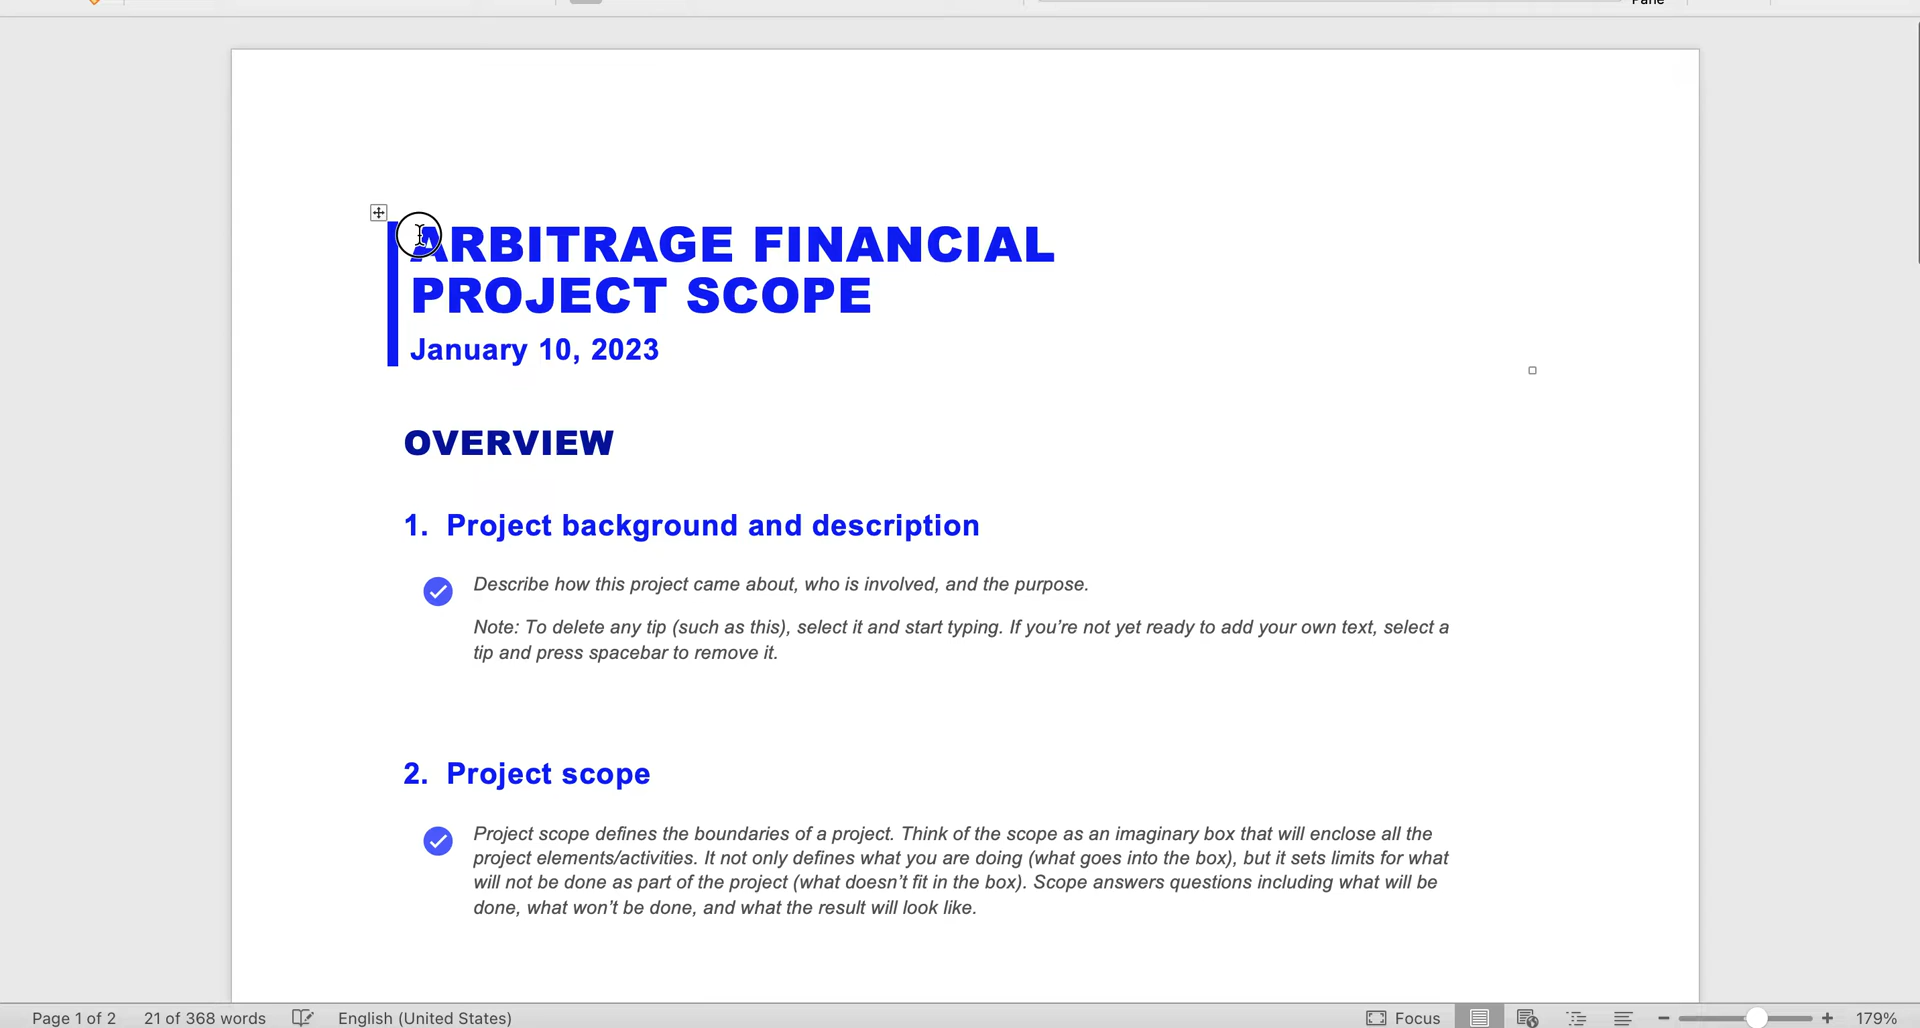 Pane
ARBITRAGE FINANCIAL
PROJECT SCOPE
January 10, 2023
OVERVIEW
1. Project background and description
Describe how this project came about, who is involved, and the purpose.
Note: To delete any tip (such as this), select it and start typing. If you’re not yet ready to add your own text, select a
tip and press spacebar to remove it.
2. Project scope
Project scope defines the boundaries of a project. Think of the scope as an imaginary box that will enclose all the
project elements/activities. It not only defines what you are doing (what goes into the box), but it sets limits for what
will not be done as part of the project (what doesn’t fit in the box). Scope answers questions including what will be
done, what won’t be done, and what the result will look like.
Page 1 of 2 21 of 368 words English (United States) Focus 179%